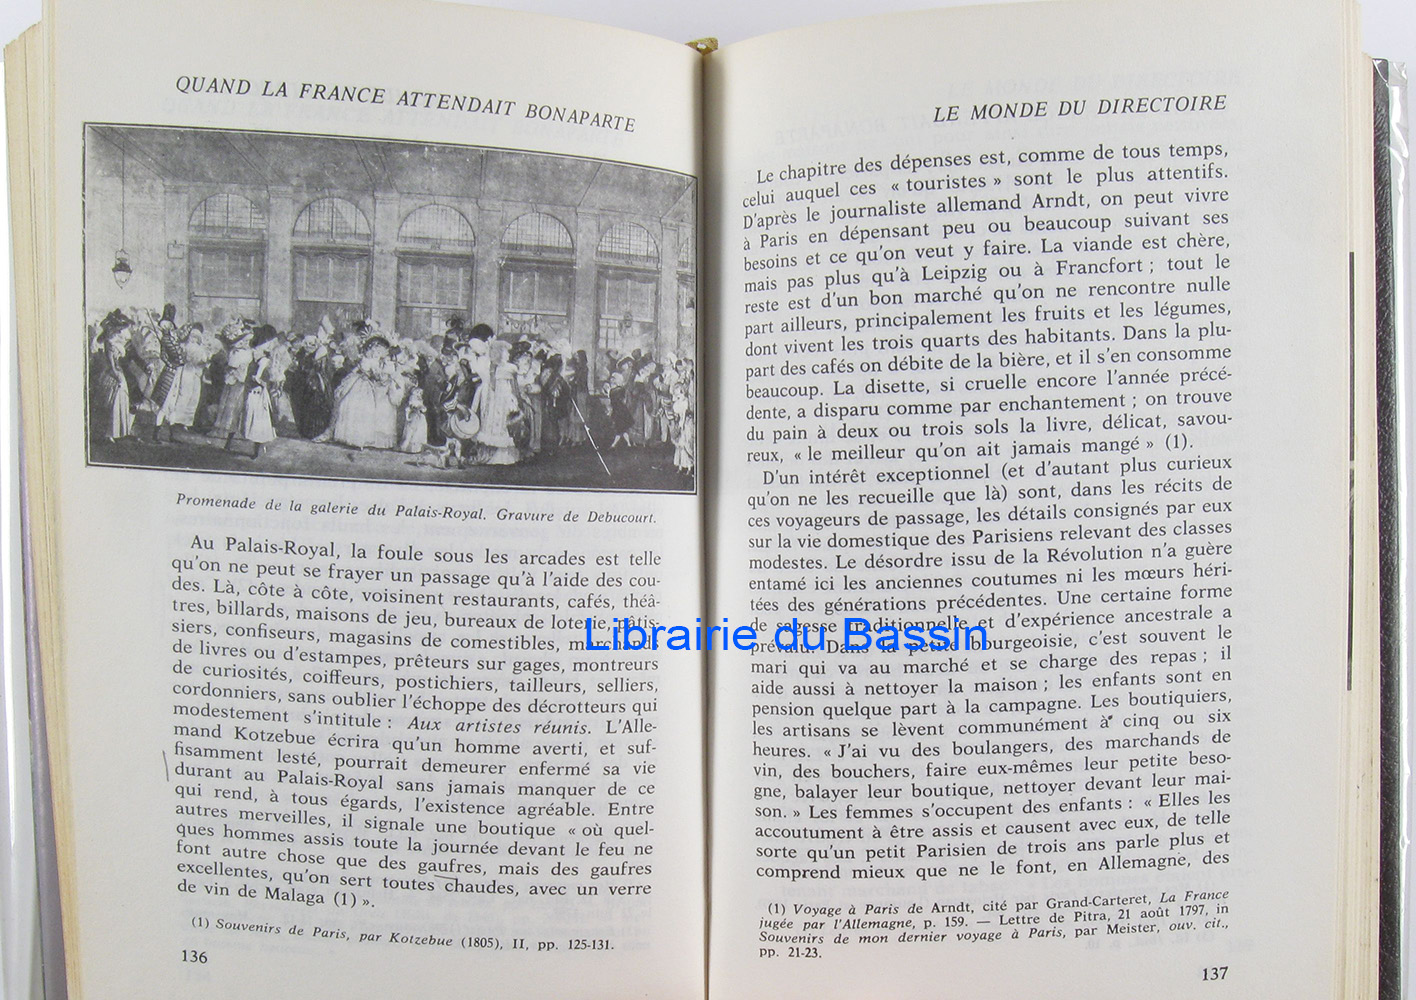 QUAND LA FRANCE ATTENDAIT BONAPARTE
Promenade de la galerie du Palais-Royal. Gravure de Debucourt.
Au Palais-Royal, la foule sous les arcades est telle
qu'on ne peut se frayer un passage qu'à l'aide des cou-
des. Là, côte à côte, voisinent restaurants, cafés, théâ-
tres, billards, maisons de jeu, bureaux de loterie, pâtis-
siers, confiseurs, magasins de comestibles, marchands
de livres ou d'estampes, prêteurs sur gages, montreurs
de curiosités, coiffeurs, postichiers, tailleurs, selliers,
cordonniers, sans oublier l'échoppe des décrotteurs qui
modestement s'intitule : Aux artistes réunis. L'Alle-
mand Kotzebue écrira qu'un homme averti, et suf-
fisamment lesté, pourrait demeurer enfermé sa vie
durant au Palais-Royal sans jamais manquer de ce
qui rend, à tous égards, l'existence agréable. Entre
autres merveilles, il signale une boutique « où quel-
ques hommes assis toute la journée devant le feu ne
font autre chose que des gaufres, mais des gaufres
excellentes, qu'on sert toutes chaudes, avec un verre
de vin de Malaga (1) ».
(1) Souvenirs de Paris, par Kotzebue (1805), II, pp. 125-131.
136
LE MONDE DU DIRECTOIRE
Le chapitre des dépenses est, comme de tous temps,
celui auquel ces « touristes » sont le plus attentifs.
D'après le journaliste allemand Arndt, on peut vivre
à Paris en dépensant peu ou beaucoup suivant ses
besoins et ce qu'on veut y faire. La viande est chère,
mais pas plus qu'à Leipzig ou à Francfort ; tout le
reste est d'un bon marché qu'on ne rencontre nulle
part ailleurs, principalement les fruits et les légumes,
dont vivent les trois quarts des habitants. Dans la plu-
part des cafés on débite de la bière, et il s'en consomme
beaucoup. La disette, si cruelle encore l'année précé-
dente, a disparu comme par enchantement ; on trouve
du pain à deux ou trois sols la livre, délicat, savou-
reux, « le meilleur qu'on ait jamais mangé » (1).
D'un intérêt exceptionnel (et d'autant plus curieux
qu'on ne les recueille que là) sont, dans les récits de
ces voyageurs de passage, les détails consignés par eux
sur la vie domestique des Parisiens relevant des classes
modestes. Le désordre issu de la Révolution n'a guère
entamé ici les anciennes coutumes ni les mœurs héri-
tées des générations précédentes. Une certaine forme
de sagesse traditionnelle et d'expérience ancestrale a
prévalu. Dans la petite bourgeoisie, c'est souvent le
mari qui va au marché et se charge des repas ; il
aide aussi à nettoyer la maison ; les enfants sont en
pension quelque part à la campagne. Les boutiquiers,
les artisans se lèvent communément à cinq ou six
heures. « J'ai vu des boulangers, des marchands de
vin, des bouchers, faire eux-mêmes leur petite beso-
gne, balayer leur boutique, nettoyer devant leur mai-
son. » Les femmes s'occupent des enfants : « Elles les
accoutument à être assis et causent avec eux, de telle
sorte qu'un petit Parisien de trois ans parle plus et
comprend mieux que ne le font, en Allemagne, des
(1) Voyage à Paris de Arndt, cité par Grand-Carteret, La France
jugée par l'Allemagne, p. 159. — Lettre de Pitra, 21 août 1797, in
Souvenirs de mon dernier voyage à Paris, par Meister, ouv. cit.,
pp. 21-23.
137
Librairie du Bassin